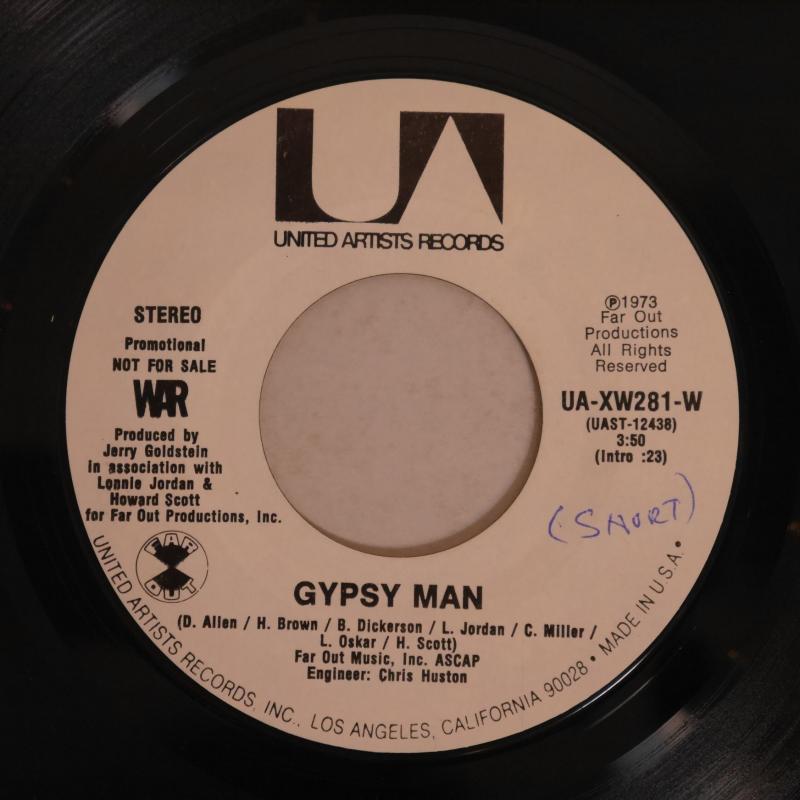 UA
UNITED ARTISTS RECORDS
STEREO
Promotional
NOT FOR SALE
WAR
Produced by
Jerry Goldstein
in association with
Lonnie Jordan &
Howard Scott
for Far Out Productions, Inc.
℗1973
Far Out
Productions
All Rights
Reserved
UA-XW281-W
(UAST-12438)
3:50
(Intro :23)
(SHORT)
FAR
OUT
GYPSY MAN
(D. Allen / H. Brown / B. Dickerson / L. Jordan / C. Miller /
L. Oskar / H. Scott)
Far Out Music, Inc. ASCAP
Engineer: Chris Huston
UNITED ARTISTS RECORDS, INC., LOS ANGELES, CALIFORNIA 90028 • MADE IN U.S.A. •